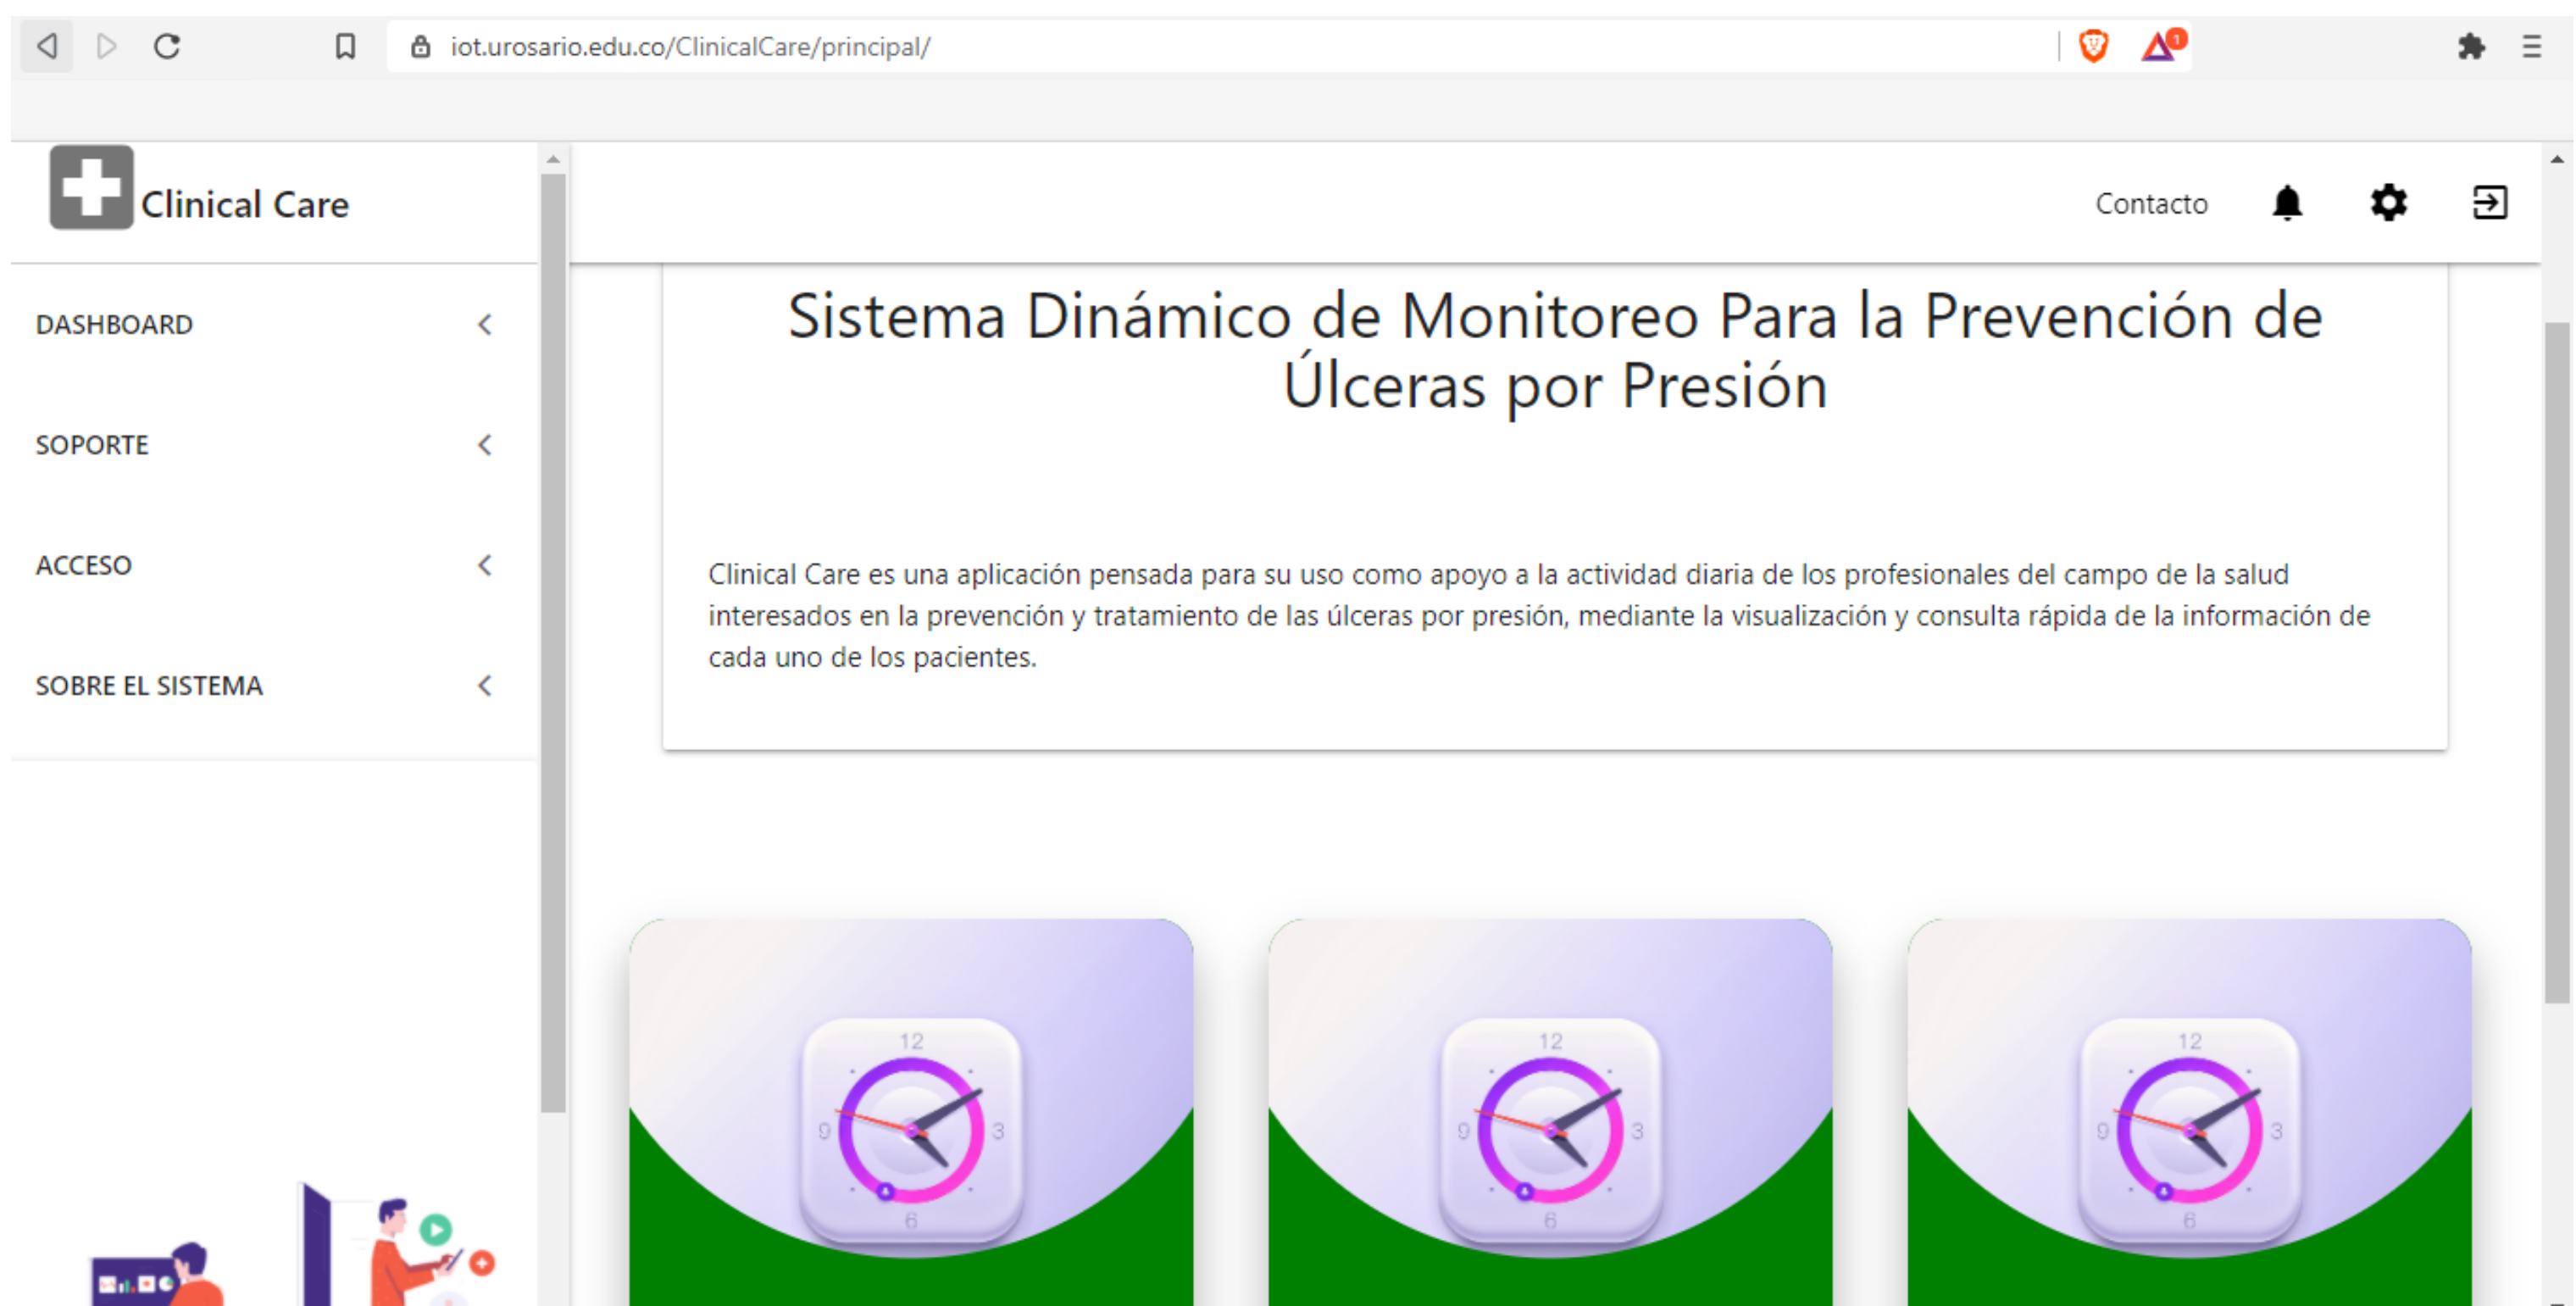 iot.urosario.edu.co/ClinicalCare/principal/
1
Clinical Care
Contacto
DASHBOARD
SOPORTE
ACCESO
SOBRE EL SISTEMA
Sistema Dinámico de Monitoreo Para la Prevención de
Úlceras por Presión
Clinical Care es una aplicación pensada para su uso como apoyo a la actividad diaria de los profesionales del campo de la salud
interesados en la prevención y tratamiento de las úlceras por presión, mediante la visualización y consulta rápida de la información de
cada uno de los pacientes.
12
9
3
6
12
9
3
6
12
9
3
6